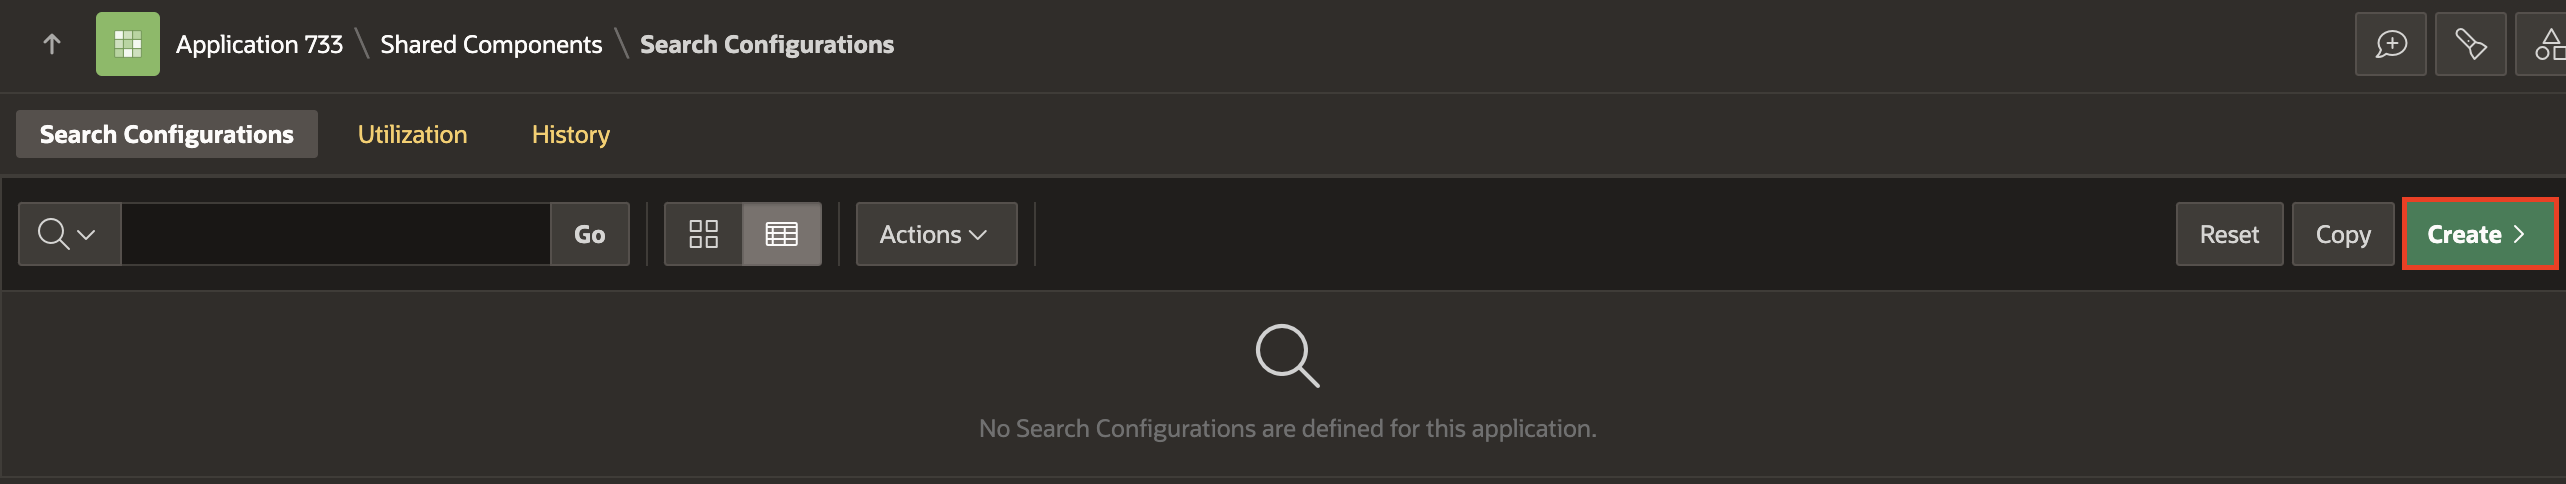 Application 733 \ Shared Components \ Search Configurations
Search Configurations Utilization History
Go Actions Reset Copy Create
No Search Configurations are defined for this application.